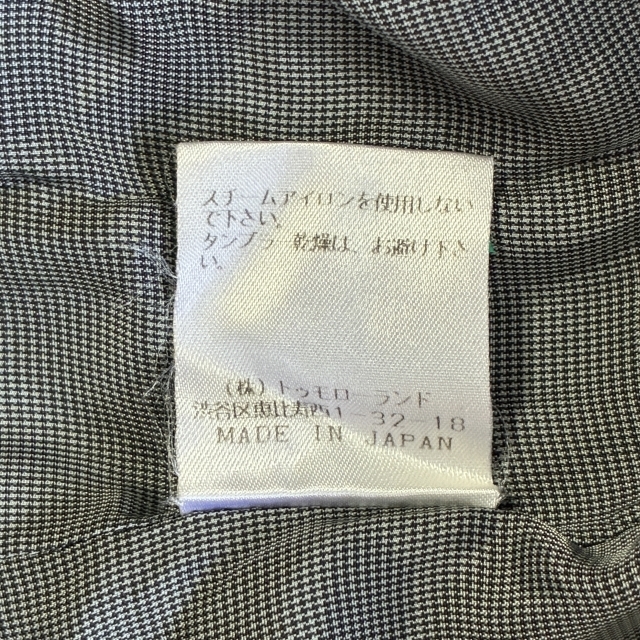 スチームアイロンを使用しない
で下さい。
タンブラー乾燥は、お避け下さ
い。
(株)トゥモローランド
渋谷区恵比寿西1-32-18
MADE IN JAPAN